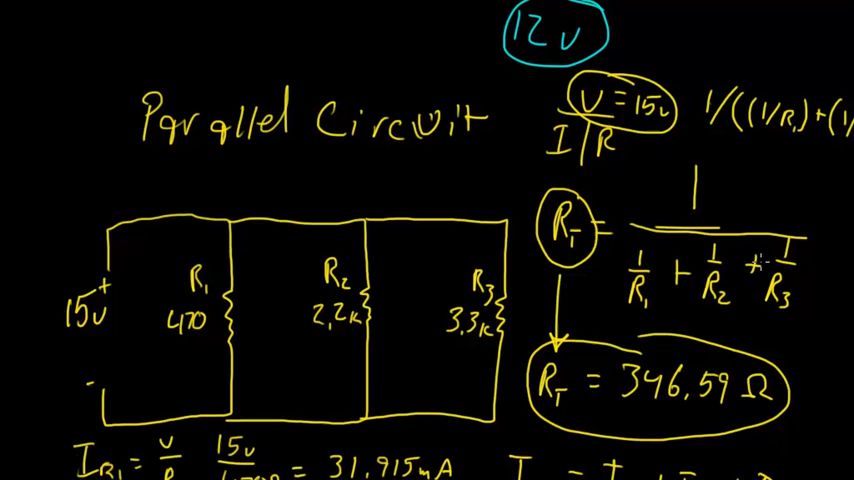 12v
Parallel Circuit
V = 15v
I | R
1/((1/R1)+(1/
RT = 1 / (1/R1 + 1/R2 + 1/R3)
15v
+
-
R1
470
R2
2,2K
R3
3.3K
RT = 346.59 Ω
IR1 = V/R 15v = 31.915mA
I =